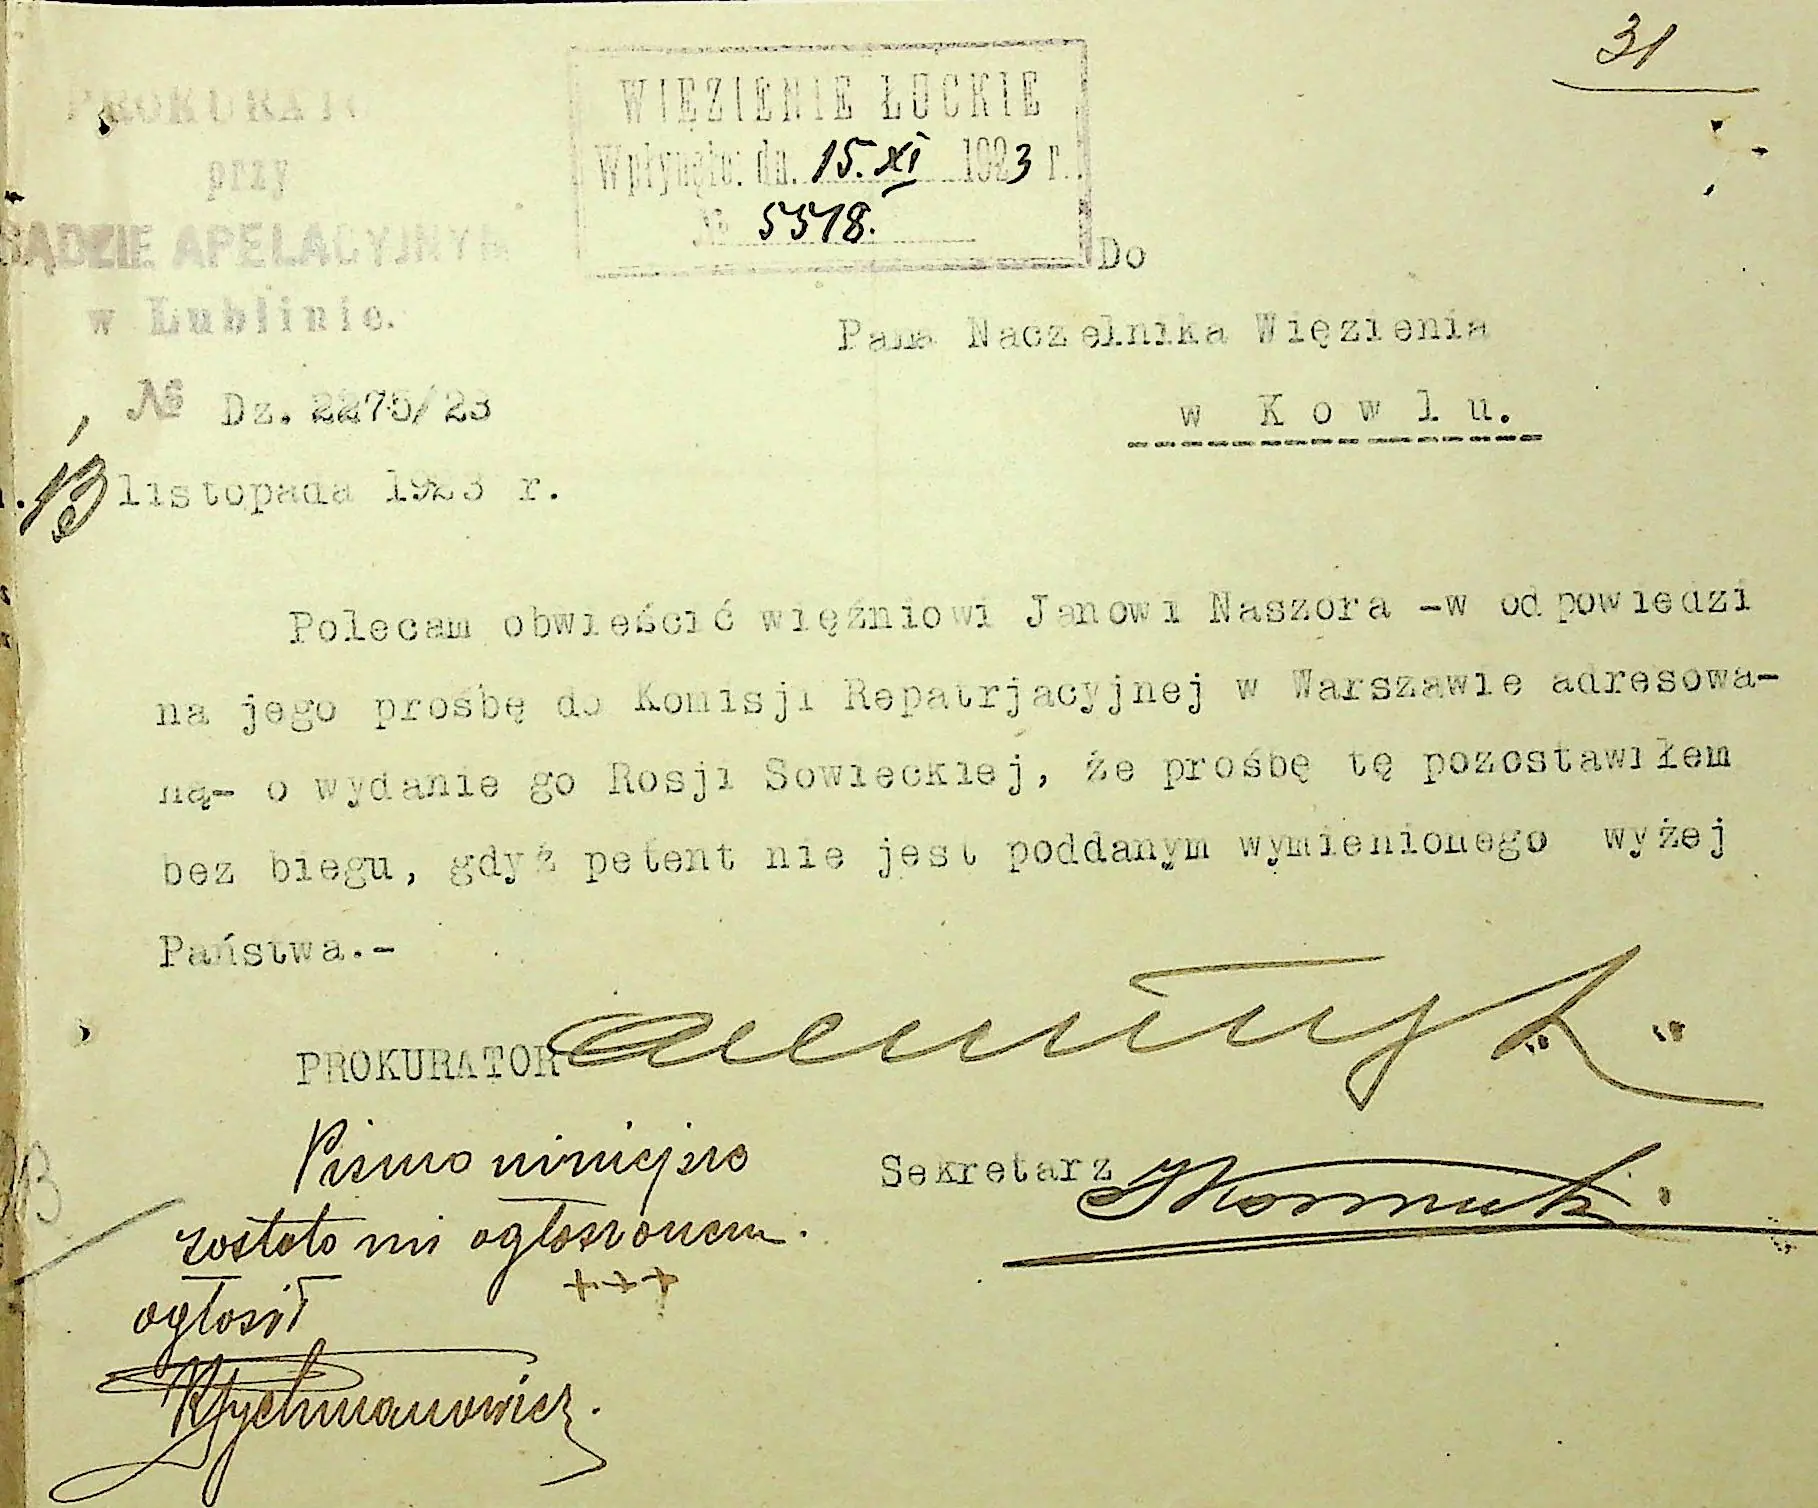 31
PROKURATO
przy
SĄDZIE APELACYJNYM
w Lublinie.
№ Dz. 2275/23
13 listopada 1923 r.
WIĘZIENIE ŁUCKIE
Wpłynęło: dn. 15.XI 1923 r.
№ 5518.
Do
Pana Naczelnika Więzienia
w Kowlu.
Polecam obwieścić więźniowi Janowi Naszora -w odpowiedzi
na jego prośbę do Komisji Repatrjacyjnej w Warszawie adresowa-
ną- o wydanie go Rosji Sowieckiej, że prośbę tę pozostawiłem
bez biegu, gdyż petent nie jest poddanym wymienionego wyżej
Państwa.-
PROKURATOR
Sekretarz
Pismo niniejsze
zostało mi ogłoszonem.
+++
ogłosił